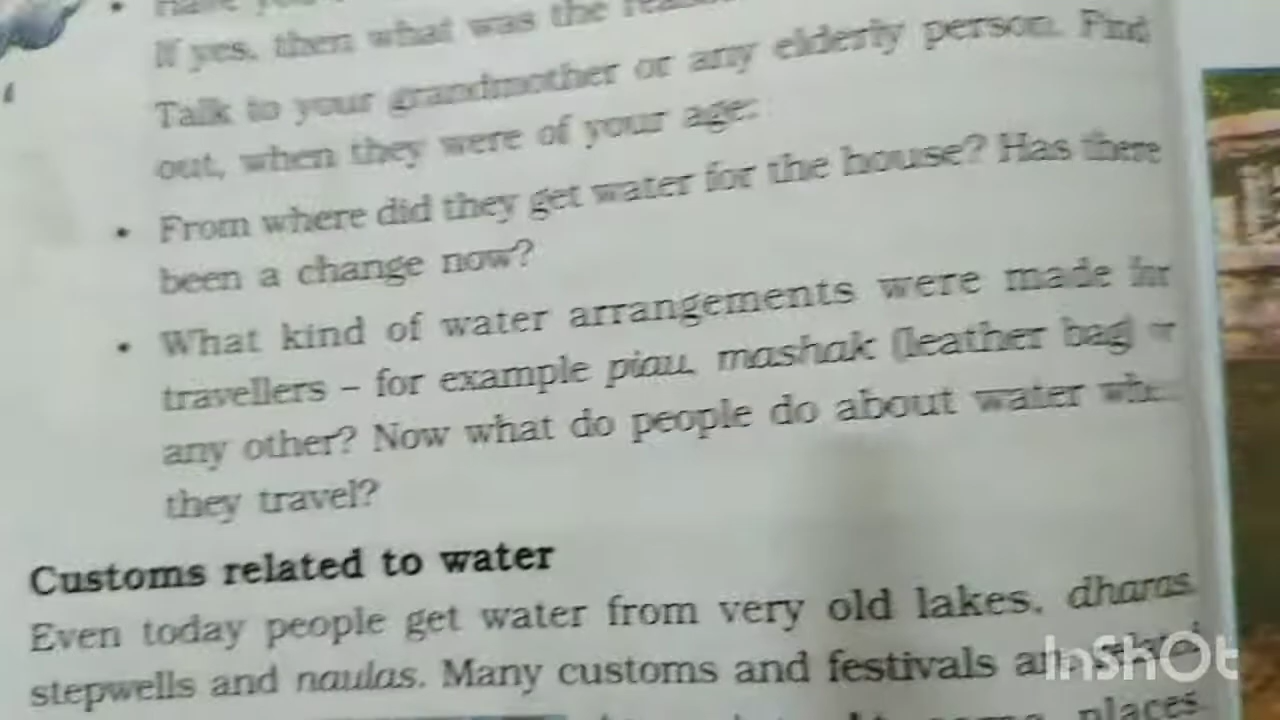 If yes, then what was the
Talk to your grandmother or any elderly person. Find
out, when they were of your age:
• From where did they get water for the house? Has there
been a change now?
• What kind of water arrangements were made for
travellers – for example piau, mashak (leather bag) or
any other? Now what do people do about water
they travel?
Customs related to water
Even today people get water from very old lakes, dharas,
stepwells and naulas. Many customs and festivals
places
InShOt